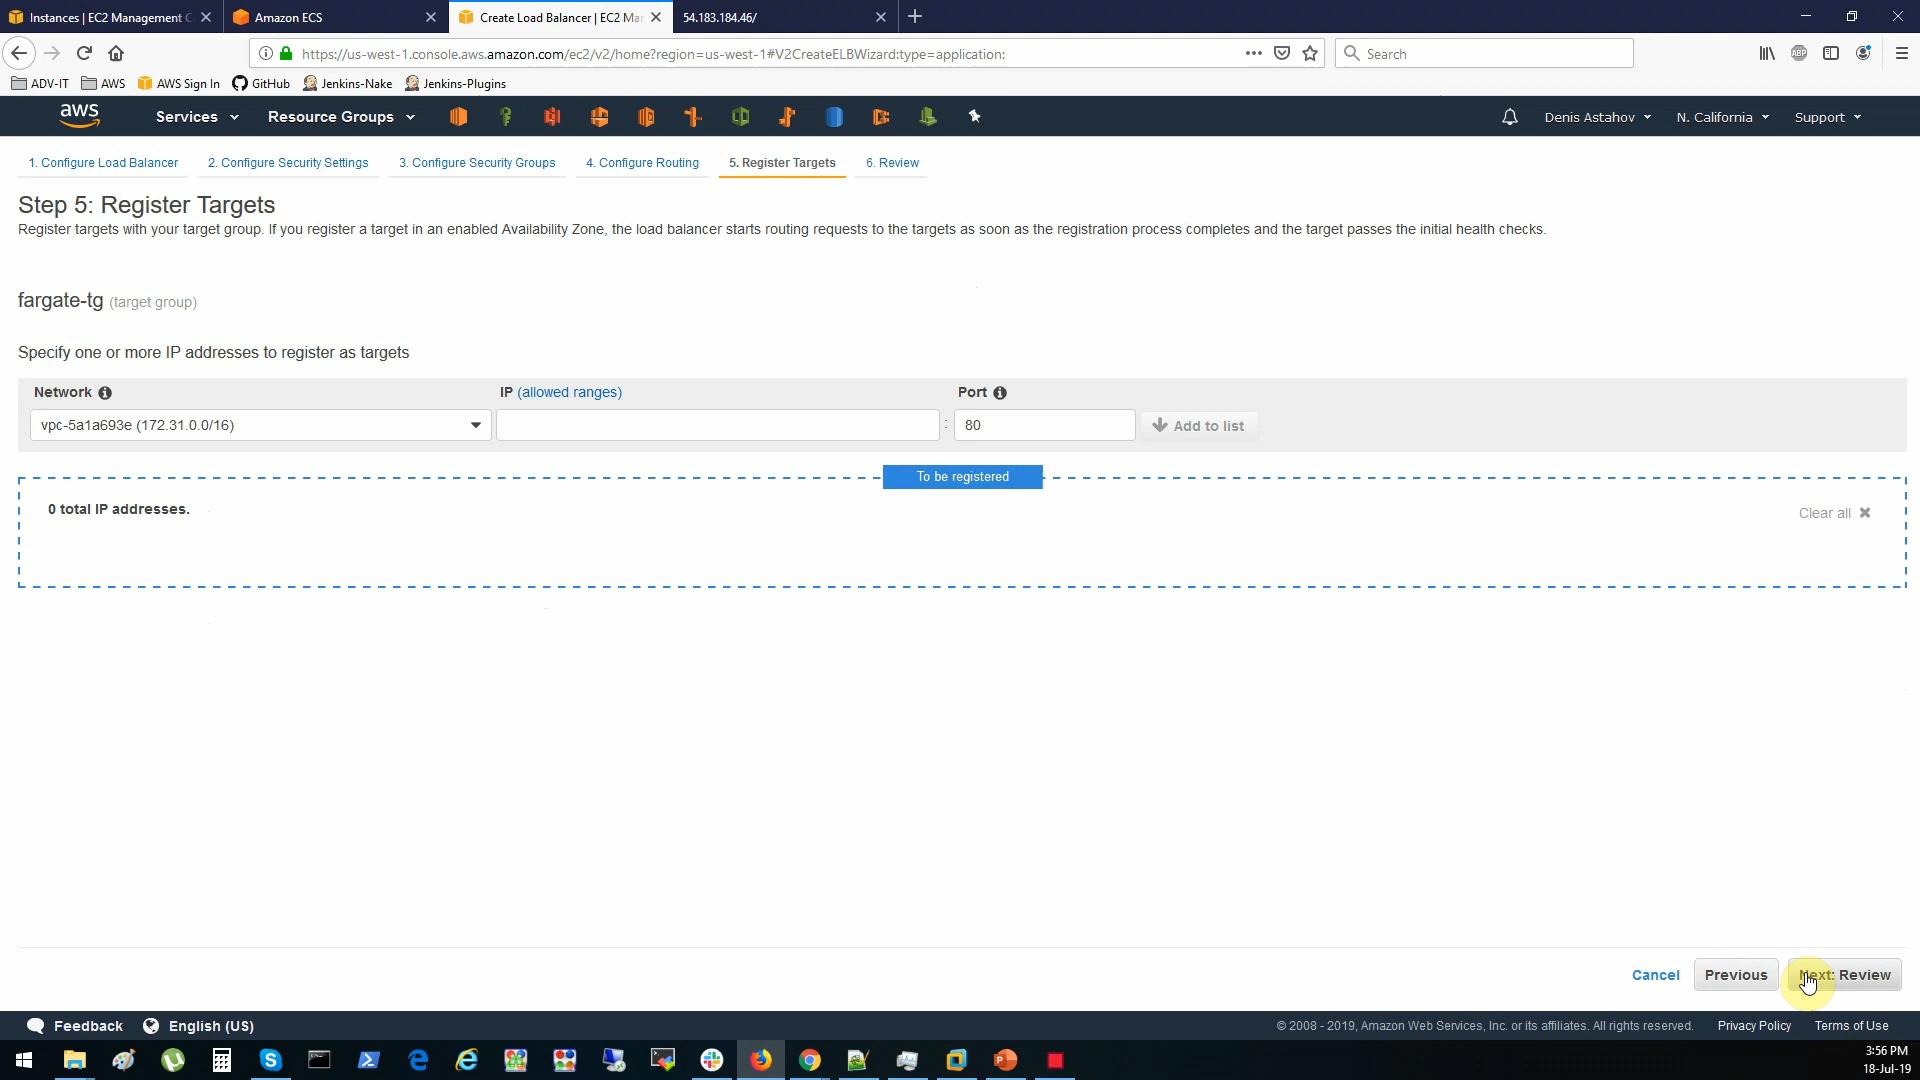 Instances | EC2 Management C
Amazon ECS
Create Load Balancer | EC2 Mar
54.183.184.46/
https://us-west-1.console.aws.amazon.com/ec2/v2/home?region=us-west-1#V2CreateELBWizard:type=application:
Search
ABP
ADV-IT
AWS
AWS Sign In
GitHub
Jenkins-Nake
Jenkins-Plugins
aws
Services
Resource Groups
Denis Astahov
N. California
Support
1. Configure Load Balancer
2. Configure Security Settings
3. Configure Security Groups
4. Configure Routing
5. Register Targets
6. Review
Step 5: Register Targets
Register targets with your target group. If you register a target in an enabled Availability Zone, the load balancer starts routing requests to the targets as soon as the registration process completes and the target passes the initial health checks.
fargate-tg (target group)
Specify one or more IP addresses to register as targets
Network
IP (allowed ranges)
Port
vpc-5a1a693e (172.31.0.0/16)
:
80
Add to list
To be registered
0 total IP addresses.
Clear all
Cancel
Previous
Next: Review
Feedback
English (US)
© 2008 - 2019, Amazon Web Services, Inc. or its affiliates. All rights reserved.
Privacy Policy
Terms of Use
3:56 PM
18-Jul-19